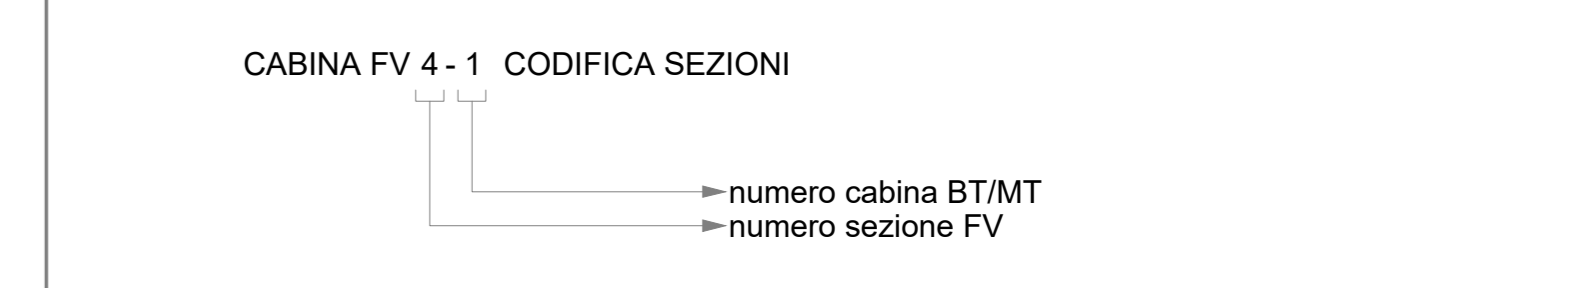 CABINA FV 4 - 1 CODIFICA SEZIONI
numero cabina BT/MT
numero sezione FV